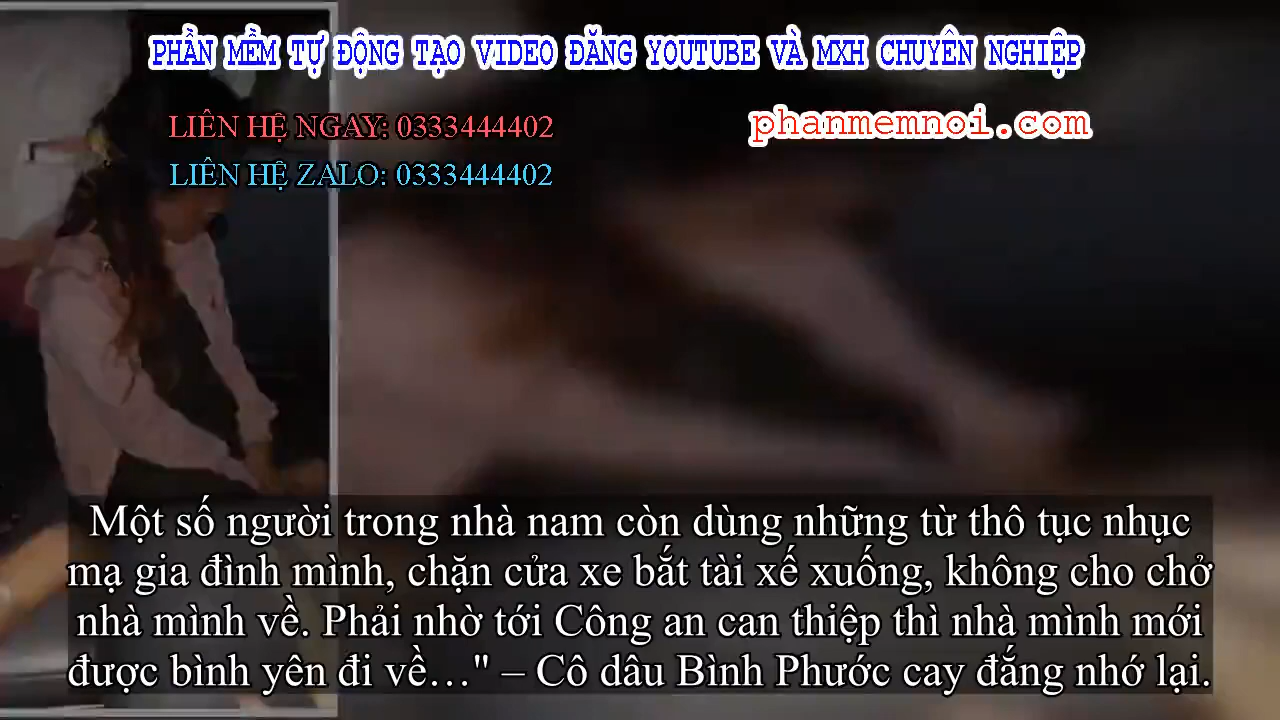 PHẦN MỀM TỰ ĐỘNG TẠO VIDEO ĐĂNG YOUTUBE VÀ MXH CHUYÊN NGHIỆP
LIÊN HỆ NGAY: 0333444402
phanmemnoi.com
LIÊN HỆ ZALO: 0333444402
Một số người trong nhà nam còn dùng những từ thô tục nhục
mạ gia đình mình, chặn cửa xe bắt tài xế xuống, không cho chở
nhà mình về. Phải nhờ tới Công an can thiệp thì nhà mình mới
được bình yên đi về…" – Cô dâu Bình Phước cay đắng nhớ lại.